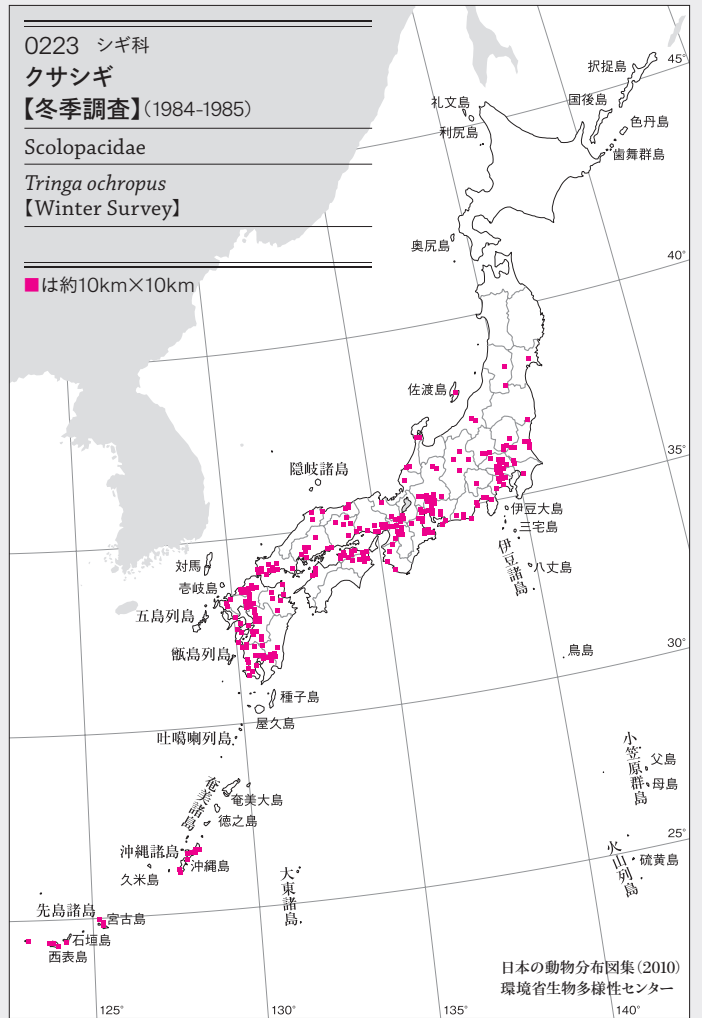 0223 シギ科
クサシギ
【冬季調査】(1984-1985)
Scolopacidae
Tringa ochropus
【Winter Survey】
■は約10km×10km
択捉島
45°
国後島
礼文島
色丹島
利尻島
歯舞群島
奥尻島
40°
佐渡島
35°
隠岐諸島
伊豆大島
三宅島
伊豆諸島
八丈島
対馬
壱岐島
五島列島
甑島列島
鳥島
30°
種子島
屋久島
吐噶喇列島
小笠原群島
父島
母島
奄美諸島
奄美大島
徳之島
25°
沖縄諸島
沖縄島
久米島
火山列島
硫黄島
大東諸島
先島諸島
宮古島
石垣島
西表島
日本の動物分布図集(2010)
環境省生物多様性センター
125°
130°
135°
140°